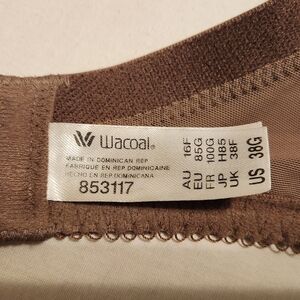 Wacoal®
MADE IN DOMINICAN REP
FABRIQUE EN REP DOMINICAINE
HECHO EN REP.DOMINICANA
853117
AU 16F
EU 85G
FR 100G
JP H85
UK 38F
US 38G